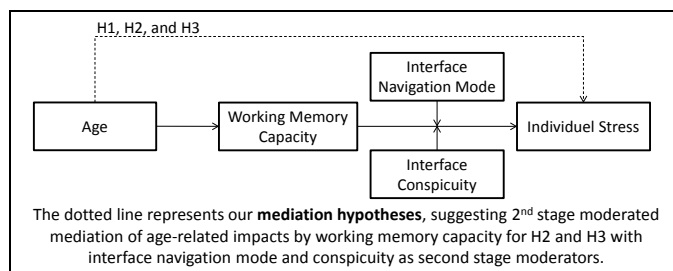 H1, H2, and H3
Interface
Navigation Mode
Age
Working Memory
Capacity
Individuel Stress
Interface
Conspicuity
The dotted line represents our mediation hypotheses, suggesting 2nd stage moderated
mediation of age-related impacts by working memory capacity for H2 and H3 with
interface navigation mode and conspicuity as second stage moderators.